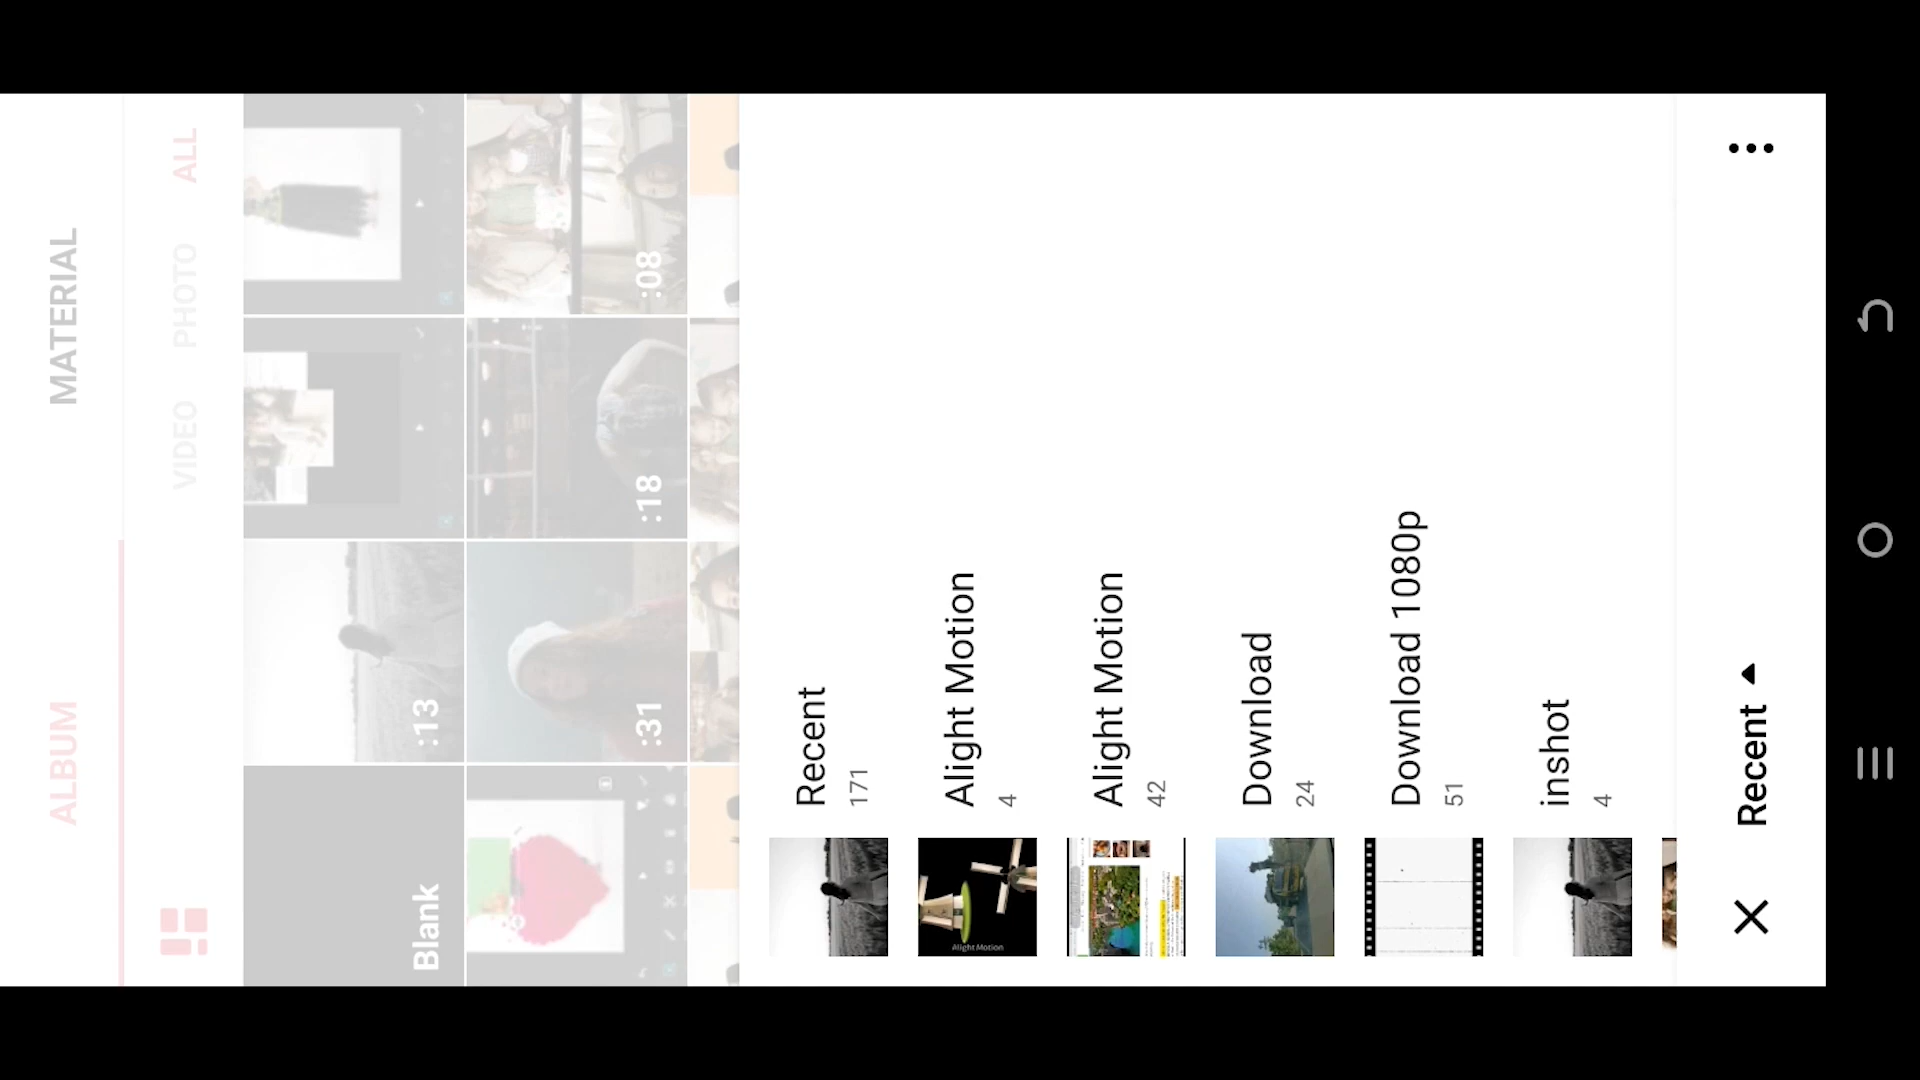 ALBUM MATERIAL
VIDEO PHOTO ALL
Blank :13
:31 :18 :08
Recent
171
Alight Motion
4
Alight Motion
Alight Motion
42
Download
24
Download 1080p
51
inshot
4
Recent